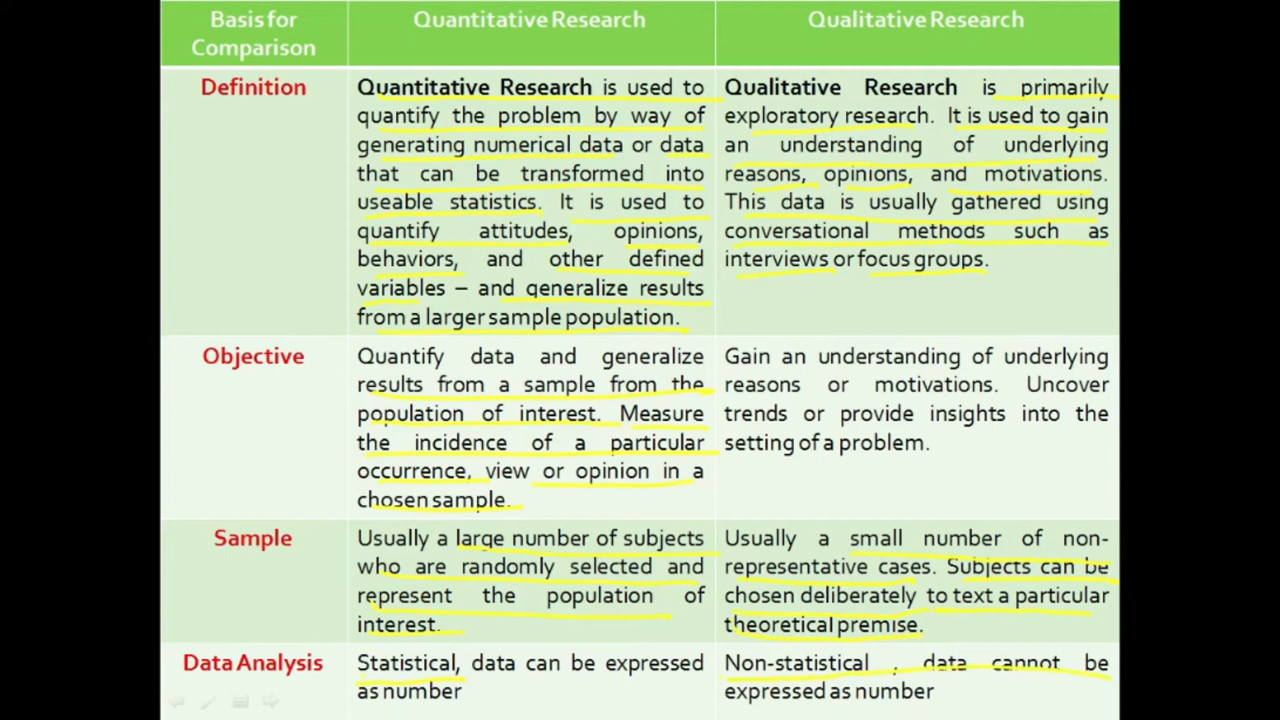 Basis for
Comparison
Quantitative Research
Qualitative Research
Definition
Quantitative Research is used to
quantify the problem by way of
generating numerical data or data
that can be transformed into
useable statistics. It is used to
quantify attitudes, opinions,
behaviors, and other defined
variables – and generalize results
from a larger sample population.
Qualitative Research is primarily
exploratory research. It is used to gain
an understanding of underlying
reasons, opinions, and motivations.
This data is usually gathered using
conversational methods such as
interviews or focus groups.
Objective
Quantify data and generalize
results from a sample from the
population of interest. Measure
the incidence of a particular
occurrence, view or opinion in a
chosen sample.
Gain an understanding of underlying
reasons or motivations. Uncover
trends or provide insights into the
setting of a problem.
Sample
Usually a large number of subjects
who are randomly selected and
represent the population of
interest.
Usually a small number of non-
representative cases. Subjects can be
chosen deliberately to text a particular
theoretical premise.
Data Analysis
Statistical, data can be expressed
as number
Non-statistical , data cannot be
expressed as number